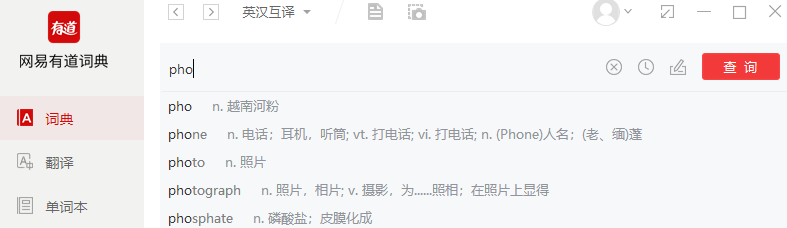 有道
网易有道词典
英汉互译
pho
查 询
词典
翻译
单词本
pho n. 越南河粉
phone n. 电话；耳机，听筒; vt. 打电话; vi. 打电话; n. (Phone)人名；(老、缅)蓬
photo n. 照片
photograph n. 照片，相片; v. 摄影，为......照相；在照片上显得
phosphate n. 磷酸盐；皮膜化成